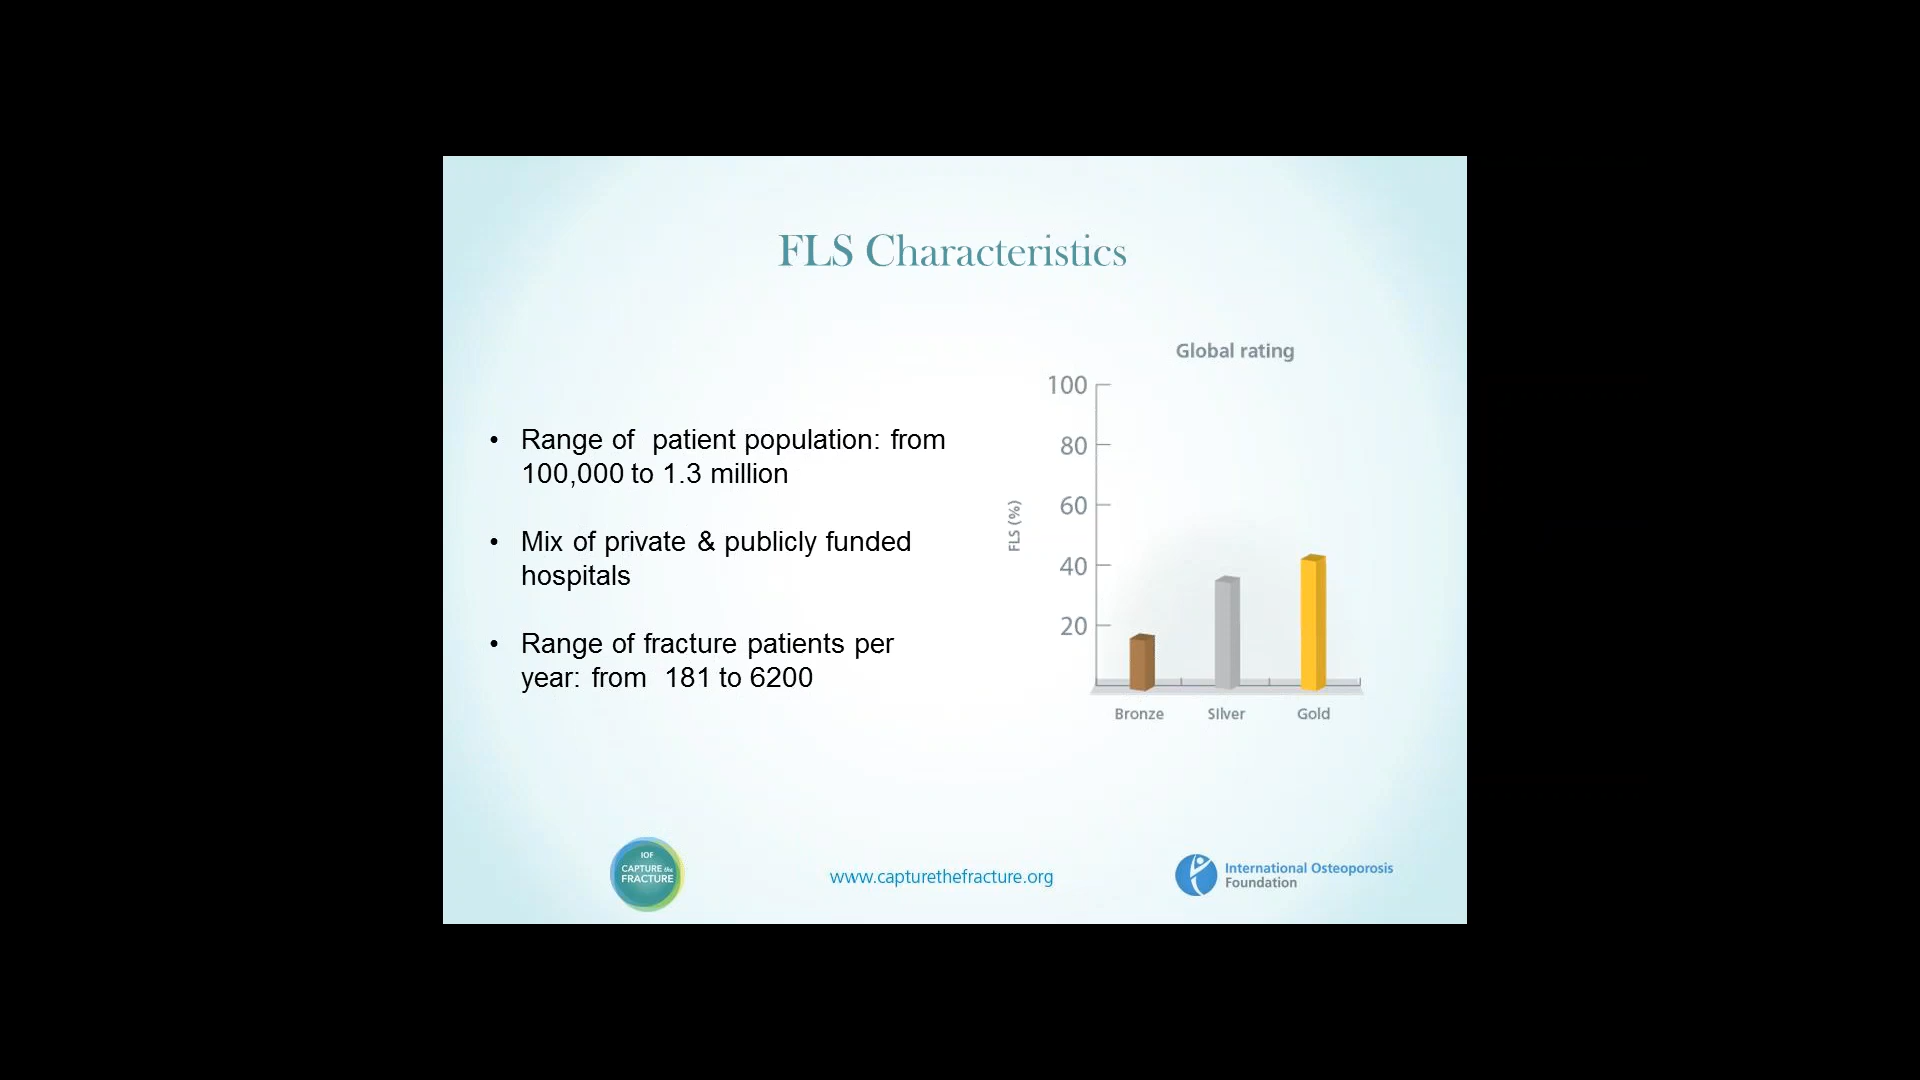 FLS Characteristics
• Range of  patient population: from
100,000 to 1.3 million
• Mix of private & publicly funded
hospitals
• Range of fracture patients per
year: from  181 to 6200
Global rating
FLS (%)
100
80
60
40
20
Bronze Silver Gold
IOF
CAPTURE the
FRACTURE
www.capturethefracture.org
International Osteoporosis
Foundation